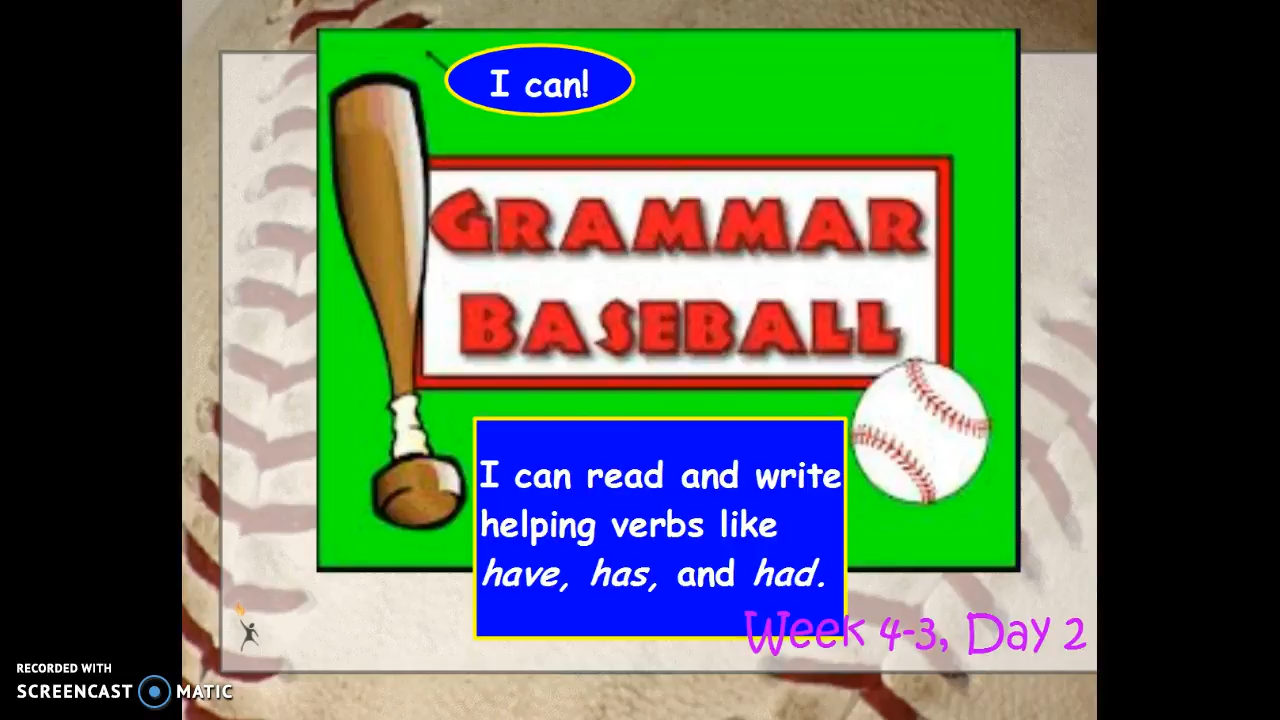 I can!
GRAMMAR
BASEBALL
I can read and write
helping verbs like
have, has, and had.
Week 4-3, Day 2
RECORDED WITH
SCREENCAST MATIC